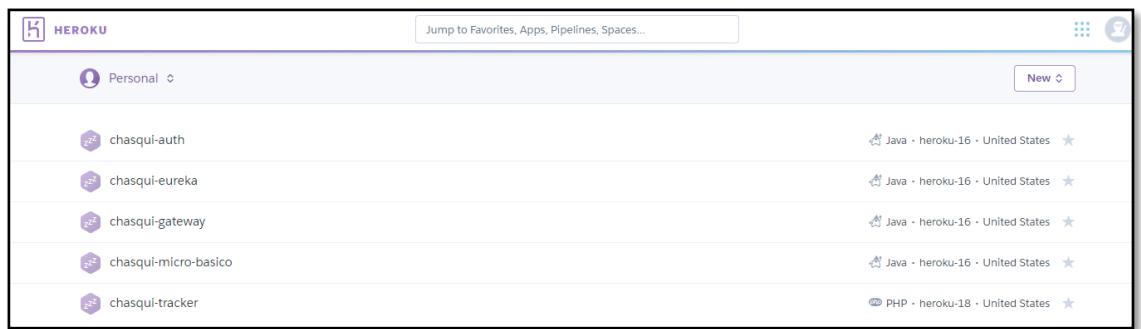 HEROKU
Jump to Favorites, Apps, Pipelines, Spaces...
Personal
New
chasqui-auth
Java • heroku-16 • United States
chasqui-eureka
Java • heroku-16 • United States
chasqui-gateway
Java • heroku-16 • United States
chasqui-micro-basico
Java • heroku-16 • United States
chasqui-tracker
PHP • heroku-18 • United States